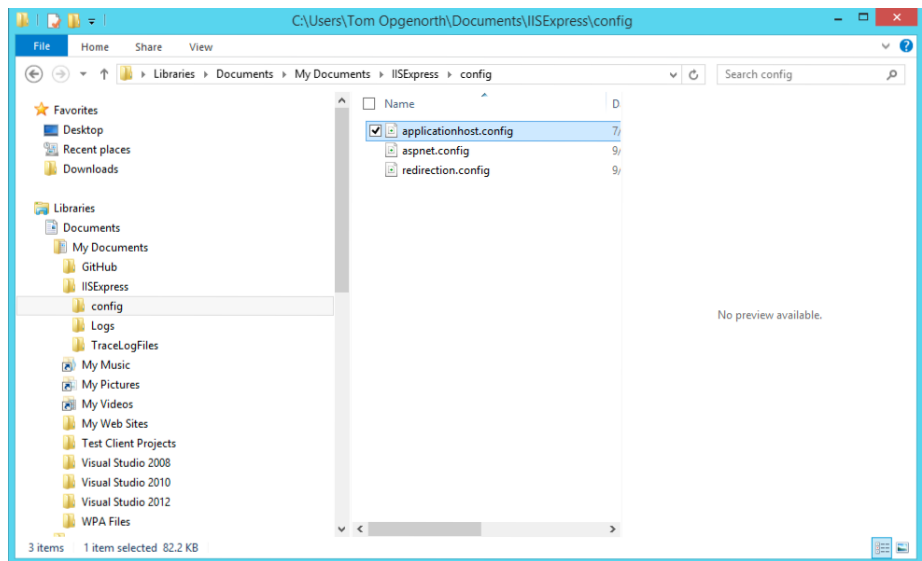 C:\Users\Tom Opgenorth\Documents\IISExpress\config
File Home Share View
Libraries Documents My Documents IISExpress config
Search config
Favorites
Desktop
Recent places
Downloads
Libraries
Documents
My Documents
GitHub
IISExpress
config
Logs
TraceLogFiles
My Music
My Pictures
My Videos
My Web Sites
Test Client Projects
Visual Studio 2008
Visual Studio 2010
Visual Studio 2012
WPA Files
Name D
applicationhost.config 7/
aspnet.config 9/
redirection.config 9/
No preview available.
3 items 1 item selected 82.2 KB